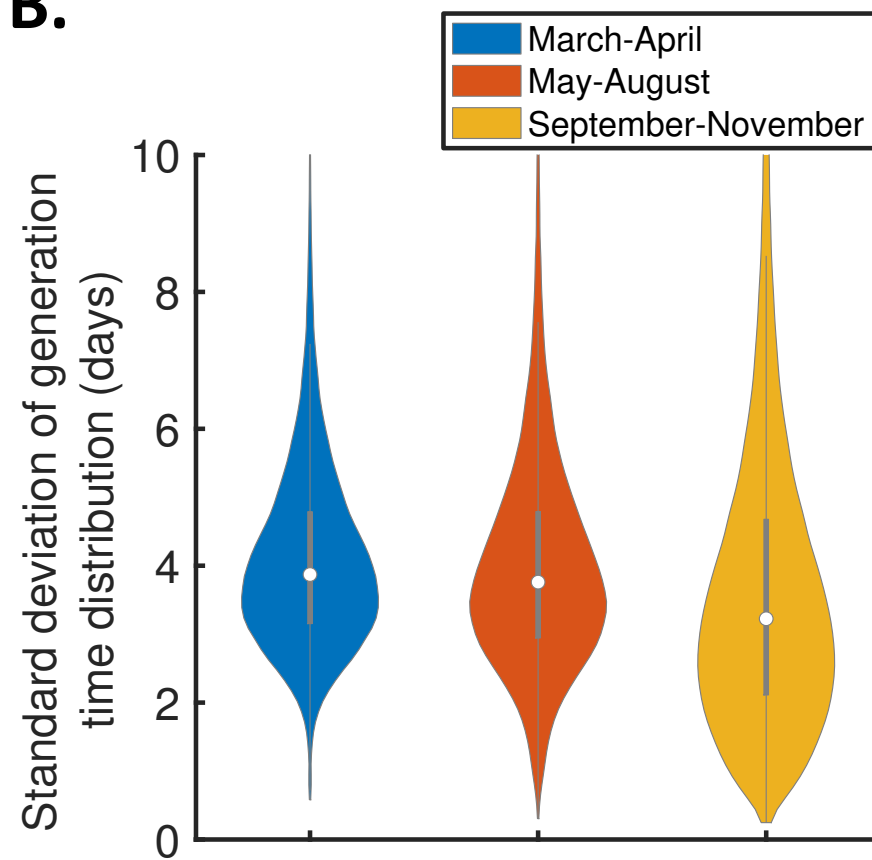 B.
March-April
May-August
September-November
Standard deviation of generation
time distribution (days)
10
8
6
4
2
0